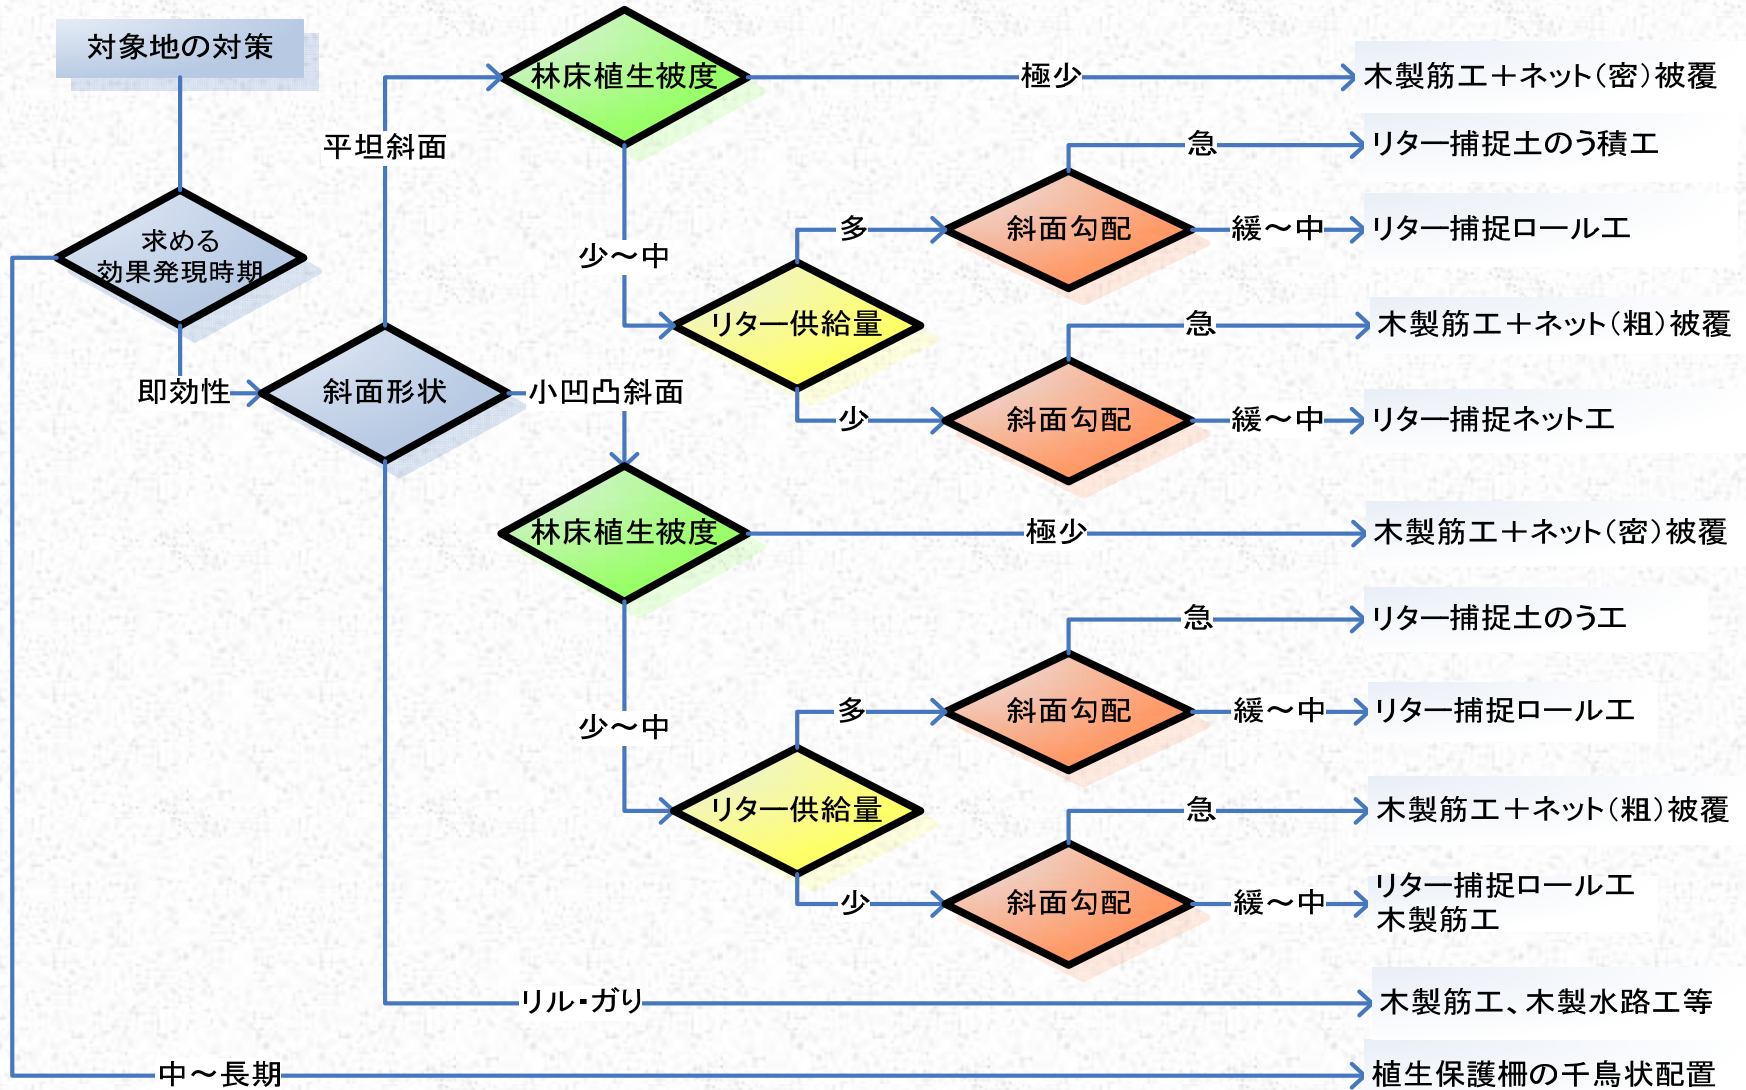 対象地の対策
求める
効果発現時期
即効性
中～長期
斜面形状
平坦斜面
小凹凸斜面
リル・ガリ
林床植生被度
極少
木製筋工＋ネット（密）被覆
少～中
リター供給量
多
斜面勾配
急
リター捕捉土のう積工
緩～中
リター捕捉ロール工
少
斜面勾配
急
木製筋工＋ネット（粗）被覆
緩～中
リター捕捉ネット工
林床植生被度
極少
木製筋工＋ネット（密）被覆
少～中
リター供給量
多
斜面勾配
急
リター捕捉土のう工
緩～中
リター捕捉ロール工
少
斜面勾配
急
木製筋工＋ネット（粗）被覆
緩～中
リター捕捉ロール工
木製筋工
木製筋工、木製水路工等
植生保護柵の千鳥状配置